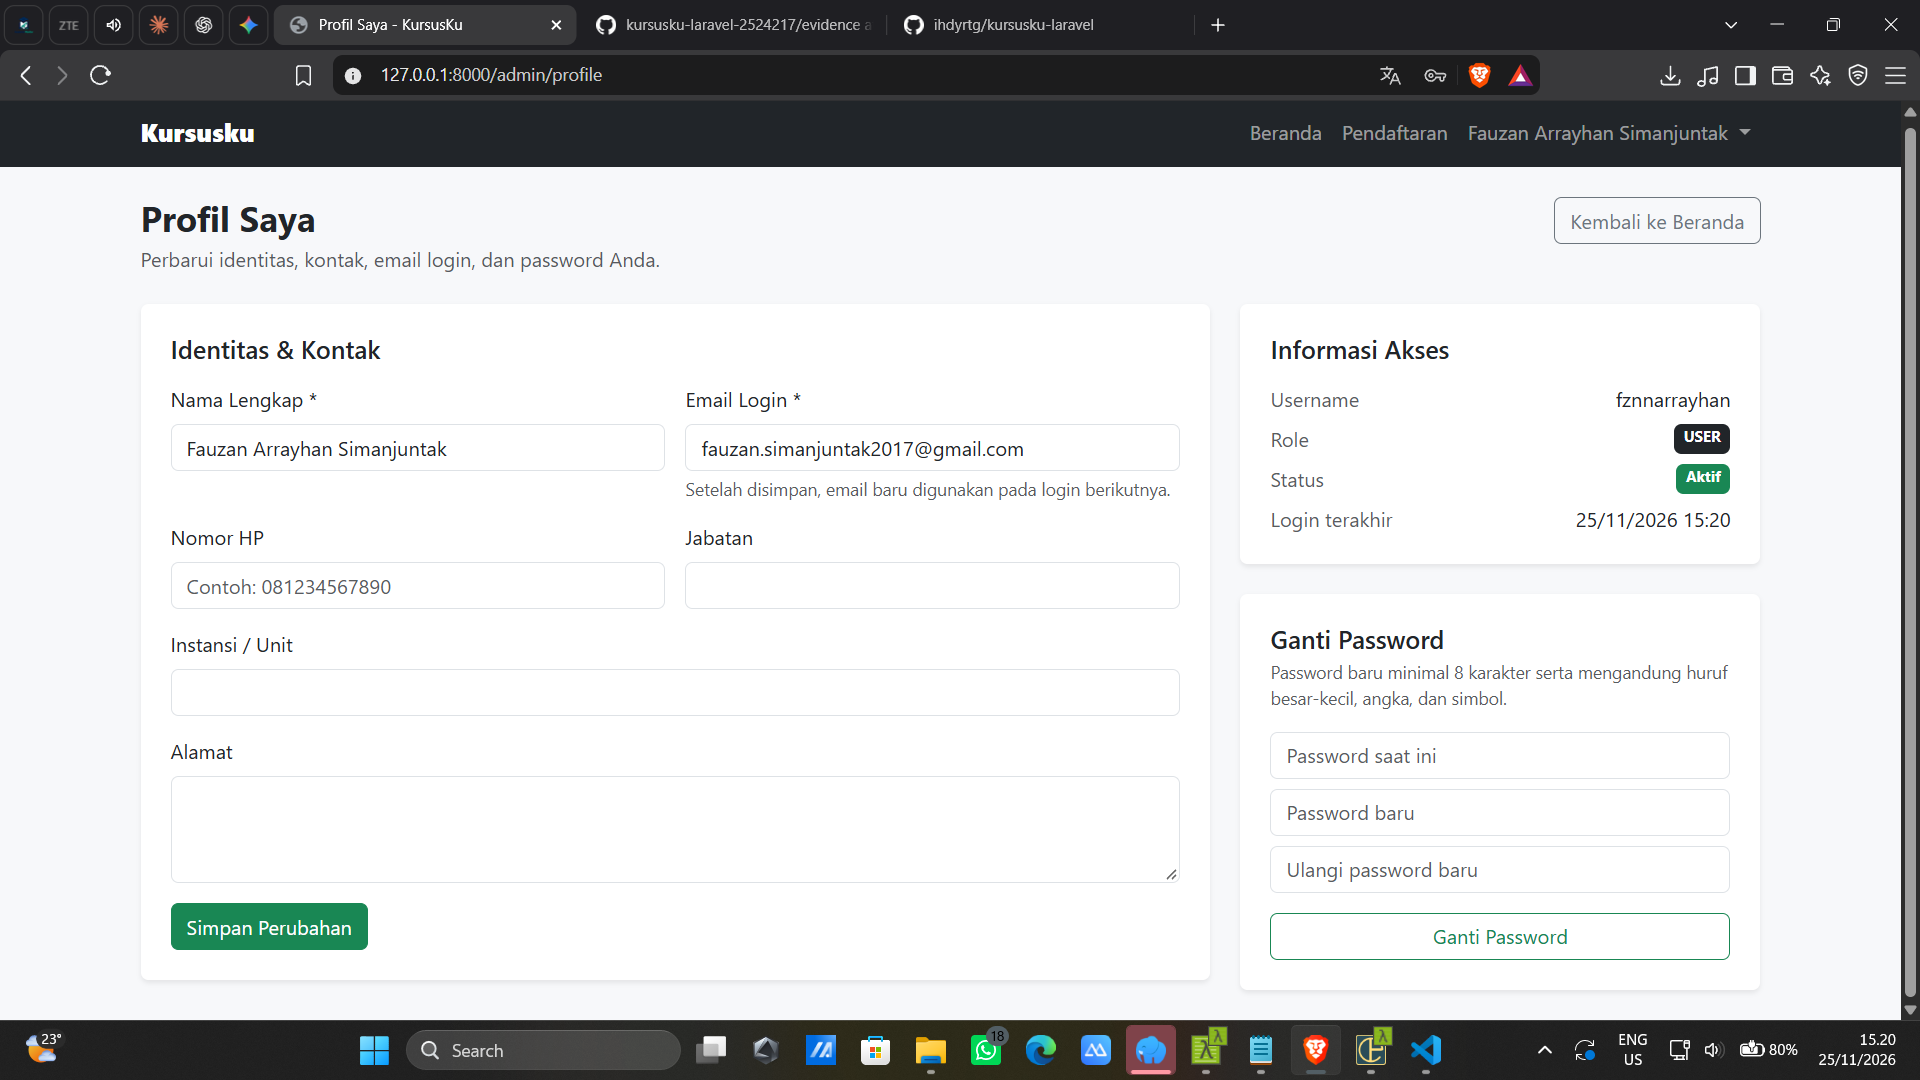 ZTE
Profil Saya - KursusKu
kursusku-laravel-2524217/evidence a
ihdyrtg/kursusku-laravel
127.0.0.1:8000/admin/profile
Kursusku
Beranda
Pendaftaran
Fauzan Arrayhan Simanjuntak
Profil Saya
Kembali ke Beranda
Perbarui identitas, kontak, email login, dan password Anda.
Identitas & Kontak
Nama Lengkap *
Email Login *
Fauzan Arrayhan Simanjuntak
fauzan.simanjuntak2017@gmail.com
Setelah disimpan, email baru digunakan pada login berikutnya.
Nomor HP
Jabatan
Contoh: 081234567890
Instansi / Unit
Alamat
Simpan Perubahan
Informasi Akses
Username
fznnarrayhan
Role
USER
Status
Aktif
Login terakhir
25/11/2026 15:20
Ganti Password
Password baru minimal 8 karakter serta mengandung huruf
besar-kecil, angka, dan simbol.
Password saat ini
Password baru
Ulangi password baru
Ganti Password
23°
Search
18
ENG
US
80%
15.20
25/11/2026